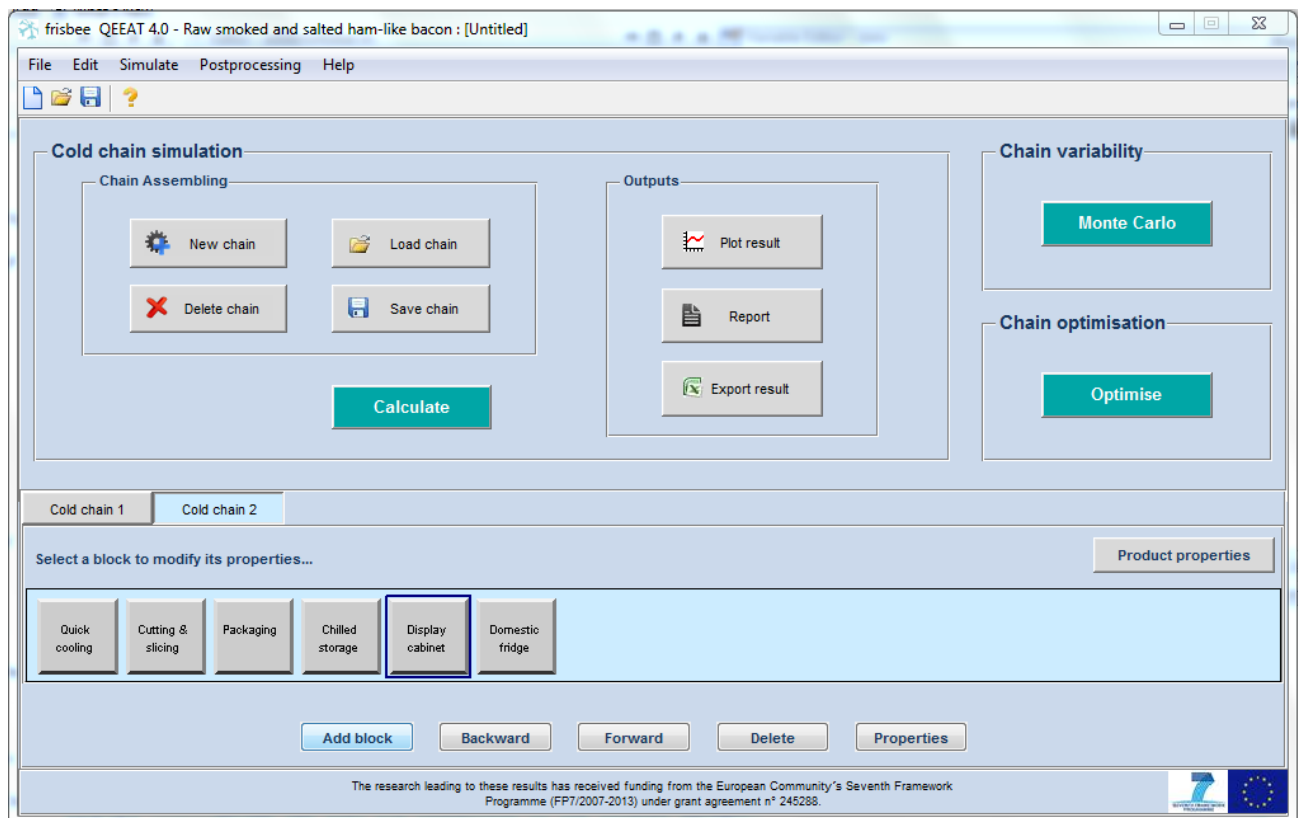 frisbee QEEAT 4.0 - Raw smoked and salted ham-like bacon : [Untitled]
File Edit Simulate Postprocessing Help
Cold chain simulation
Chain Assembling
New chain
Load chain
Delete chain
Save chain
Calculate
Outputs
Plot result
Report
Export result
Chain variability
Monte Carlo
Chain optimisation
Optimise
Cold chain 1
Cold chain 2
Select a block to modify its properties...
Product properties
Quick
cooling
Cutting &
slicing
Packaging
Chilled
storage
Display
cabinet
Domestic
fridge
Add block
Backward
Forward
Delete
Properties
The research leading to these results has received funding from the European Community's Seventh Framework
Programme (FP7/2007-2013) under grant agreement n° 245288.
SEVENTH FRAMEWORK
PROGRAMME